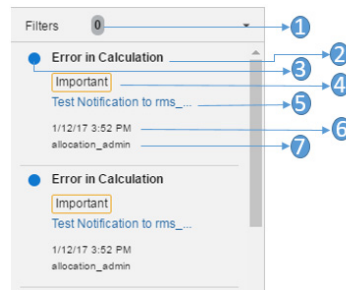 Filters 0 1
Error in Calculation 2
3
Important 4
Test Notification to rms_... 5
1/12/17 3:52 PM 6
allocation_admin 7
Error in Calculation
Important
Test Notification to rms_...
1/12/17 3:52 PM
allocation_admin